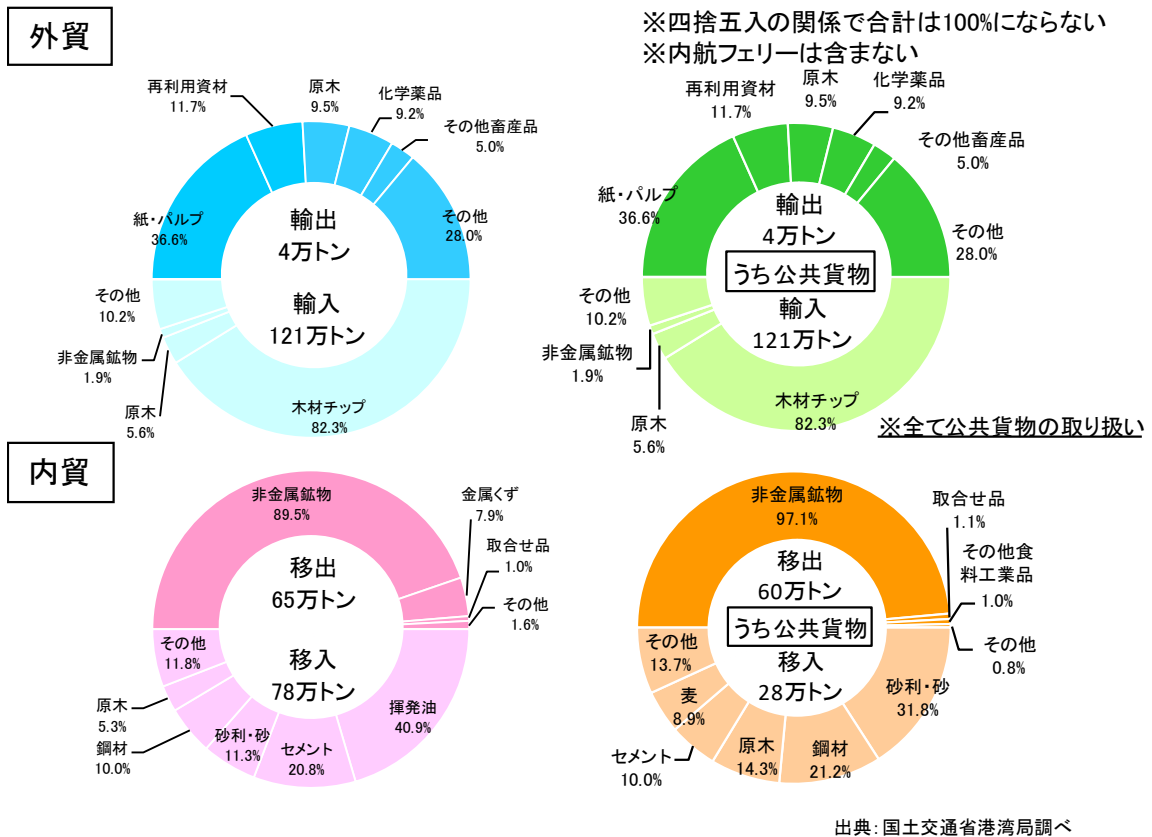 外貿
※四捨五入の関係で合計は100%にならない
※内航フェリーは含まない
再利用資材
11.7%
原木
9.5%
化学薬品
9.2%
その他畜産品
5.0%
紙・パルプ
36.6%
その他
28.0%
輸出
4万トン
輸入
121万トン
その他
10.2%
非金属鉱物
1.9%
原木
5.6%
木材チップ
82.3%
再利用資材
11.7%
原木
9.5%
化学薬品
9.2%
その他畜産品
5.0%
紙・パルプ
36.6%
その他
28.0%
輸出
4万トン
うち公共貨物
輸入
121万トン
その他
10.2%
非金属鉱物
1.9%
原木
5.6%
木材チップ
82.3%
※全て公共貨物の取り扱い
内貿
非金属鉱物
89.5%
金属くず
7.9%
取合せ品
1.0%
その他
1.6%
移出
65万トン
移入
78万トン
その他
11.8%
原木
5.3%
鋼材
10.0%
砂利・砂
11.3%
セメント
20.8%
揮発油
40.9%
非金属鉱物
97.1%
取合せ品
1.1%
その他食
料工業品
1.0%
その他
0.8%
移出
60万トン
うち公共貨物
移入
28万トン
その他
13.7%
麦
8.9%
セメント
10.0%
原木
14.3%
鋼材
21.2%
砂利・砂
31.8%
出典：国土交通省港湾局調べ